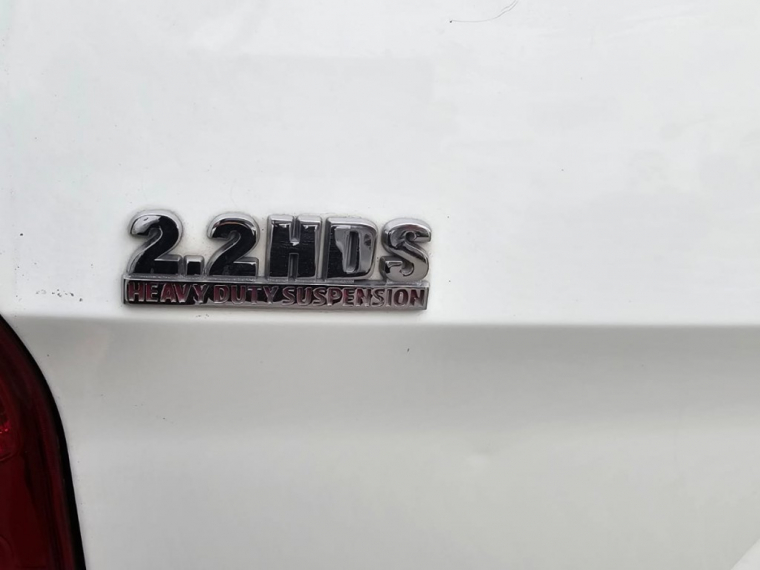 2.2HDS
HEAVY DUTY SUSPENSION